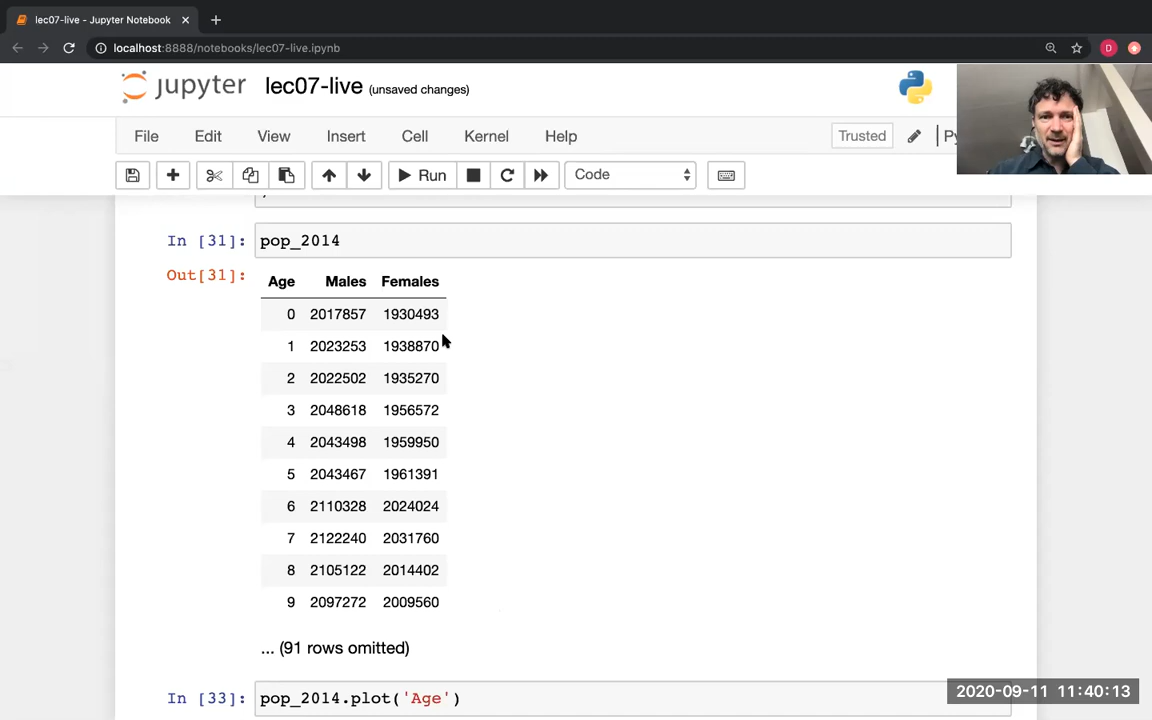 lec07-live - Jupyter Notebook
localhost:8888/notebooks/lec07-live.ipynb
D
jupyter lec07-live (unsaved changes)
File Edit View Insert Cell Kernel Help Trusted
Run Code
In [31]: pop_2014
Out[31]:
Age Males Females
0 2017857 1930493
1 2023253 1938870
2 2022502 1935270
3 2048618 1956572
4 2043498 1959950
5 2043467 1961391
6 2110328 2024024
7 2122240 2031760
8 2105122 2014402
9 2097272 2009560
... (91 rows omitted)
In [33]: pop_2014.plot('Age')
2020-09-11 11:40:13